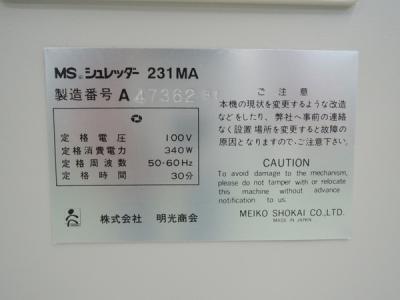 MS シュレッダー 231MA
製造番号 A 47362
定格電圧 100V
定格消費電力 340W
定格周波数 50-60Hz
定格時間 30分
株式会社 明光商会
ご注意
本機の現状を変更するような改造
などをしたり、弊社へ事前の連絡
なく設置場所を変更すると故障の
原因となりますのでご注意下さい。
CAUTION
To avoid damage to the mechanism,
please do not tamper with or relocate
this machine without advance
notification to us.
MEIKO SHOKAI CO., LTD.
MADE IN JAPAN